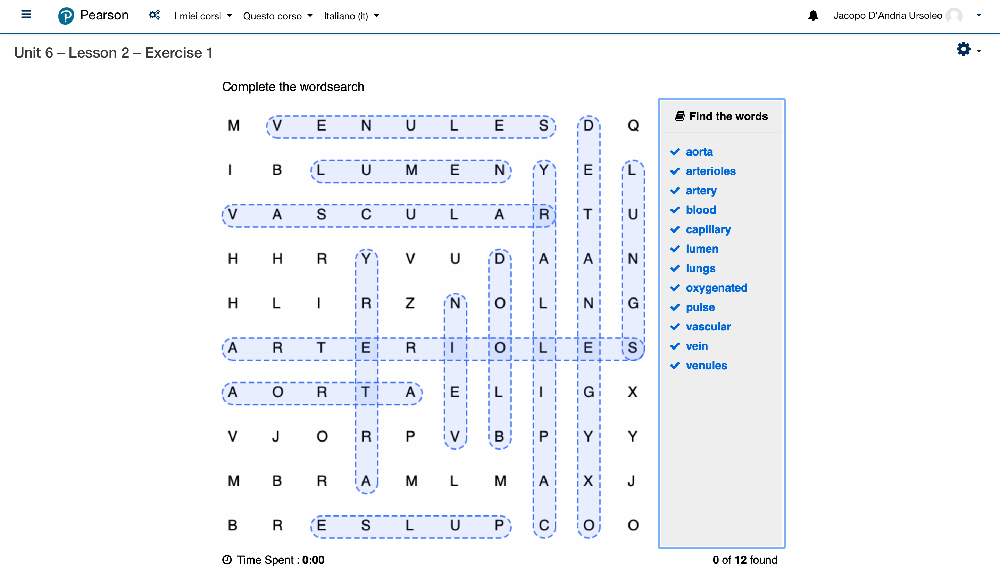 Pearson I miei corsi Questo corso Italiano (it) Jacopo D'Andria Ursoleo
Unit 6 – Lesson 2 – Exercise 1
Complete the wordsearch
M V E N U L E S D Q
I B L U M E N Y E L
V A S C U L A R T U
H H R Y V U D A A N
H L I R Z N O L N G
A R T E R I O L E S
A O R T A E L I G X
V J O R P V B P Y Y
M B R A M L M A X J
B R E S L U P C O O
Find the words
aorta
arterioles
artery
blood
capillary
lumen
lungs
oxygenated
pulse
vascular
vein
venules
Time Spent : 0:00
0 of 12 found